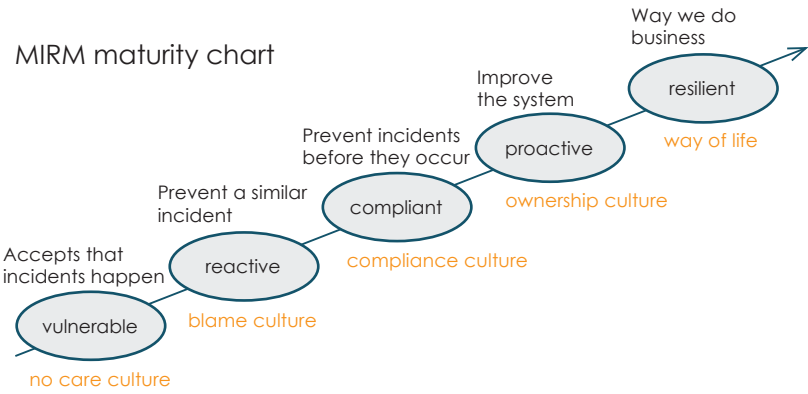 MIRM maturity chart
Way we do
business
resilient
way of life
Improve
the system
proactive
ownership culture
Prevent incidents
before they occur
compliant
compliance culture
Prevent a similar
incident
reactive
blame culture
Accepts that
incidents happen
vulnerable
no care culture